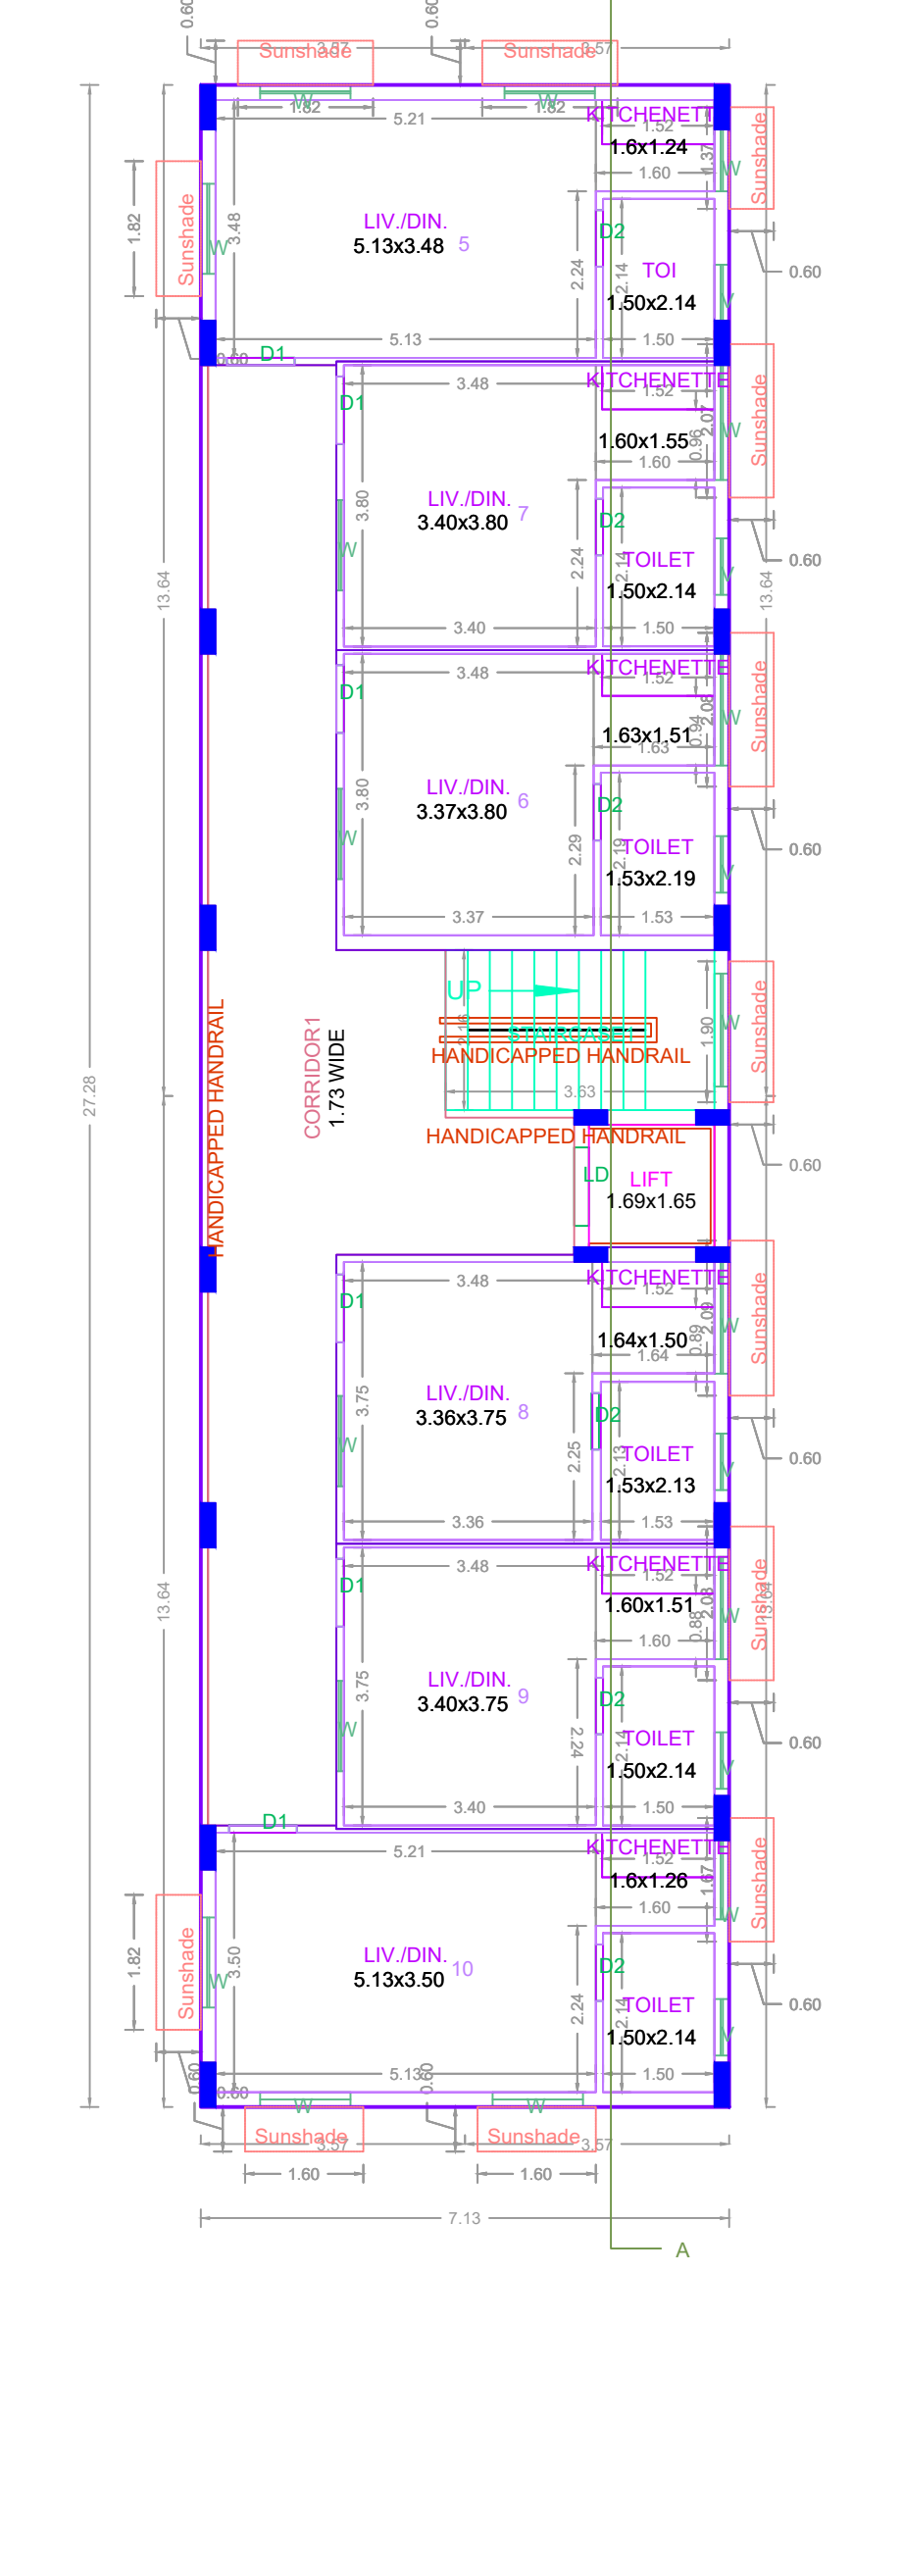 0.60
0.60
3.57
3.57
Sunshade
Sunshade
W
W
1.82
1.82
5.21
KITCHENETT
1.52
1.6x1.24
1.37
W
Sunshade
1.60
1.82
Sunshade
W
3.48
LIV./DIN.
5.13x3.48
5
D2
2.24
2.14
TOI
1.50x2.14
V
0.60
5.13
1.50
0.60
D1
D1
3.48
KITCHENETTE
1.52
1.60x1.55
0.96
2.07
W
Sunshade
1.60
3.80
LIV./DIN.
3.40x3.80
7
D2
W
2.24
2.14
TOILET
1.50x2.14
V
0.60
13.64
13.64
3.40
1.50
D1
3.48
KITCHENETTE
1.52
1.63x1.51
0.94
2.08
W
Sunshade
1.63
3.80
LIV./DIN.
3.37x3.80
6
D2
W
2.29
2.19
TOILET
1.53x2.19
V
0.60
3.37
1.53
UP
2.16
STAIRCASE1
HANDICAPPED HANDRAIL
3.63
1.90
W
Sunshade
27.28
HANDICAPPED HANDRAIL
CORRIDOR1
1.73 WIDE
HANDICAPPED HANDRAIL
LD
LIFT
1.69x1.65
0.60
D1
3.48
KITCHENETTE
1.52
1.64x1.50
0.89
2.09
W
Sunshade
1.64
3.75
LIV./DIN.
3.36x3.75
8
D2
W
2.25
2.13
TOILET
1.53x2.13
V
0.60
3.36
1.53
D1
3.48
KITCHENETTE
1.52
1.60x1.51
0.88
2.08
W
Sunshade
13.64
13.64
1.60
3.75
LIV./DIN.
3.40x3.75
9
D2
W
2.24
2.14
TOILET
1.50x2.14
V
0.60
3.40
1.50
D1
5.21
KITCHENETTE
1.52
1.6x1.26
1.67
W
Sunshade
1.60
1.82
Sunshade
W
3.50
LIV./DIN.
5.13x3.50
10
D2
2.24
2.14
TOILET
1.50x2.14
V
0.60
5.13
1.50
0.60
0.60
0.60
W
W
Sunshade
Sunshade
3.57
3.57
1.60
1.60
7.13
A